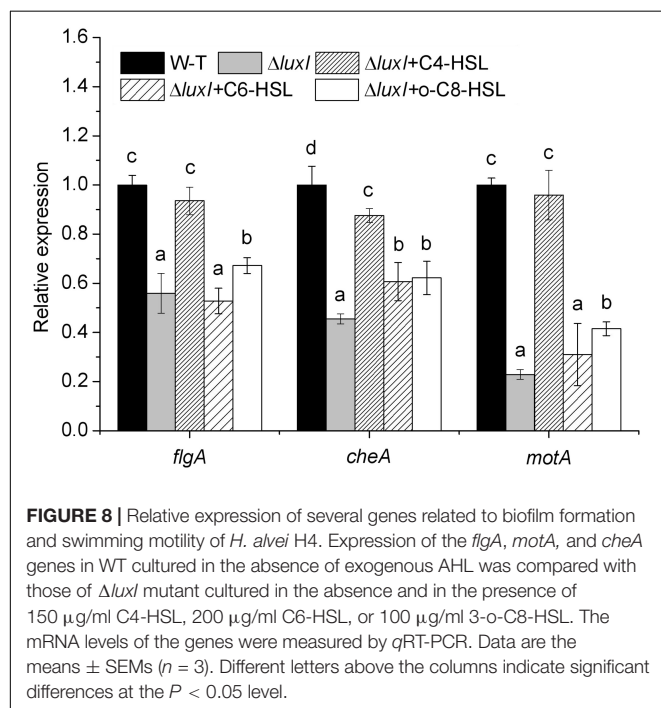 1.6
1.4
1.2
1.0
0.8
0.6
0.4
0.2
0.0
Relative expression
W-T
ΔluxI
ΔluxI+C4-HSL
ΔluxI+C6-HSL
ΔluxI+o-C8-HSL
c a c a b
d a c b b
c a c a b
flgA cheA motA
FIGURE 8 | Relative expression of several genes related to biofilm formation
and swimming motility of H. alvei H4. Expression of the flgA, motA, and cheA
genes in WT cultured in the absence of exogenous AHL was compared with
those of ΔluxI mutant cultured in the absence and in the presence of
150 μg/ml C4-HSL, 200 μg/ml C6-HSL, or 100 μg/ml 3-o-C8-HSL. The
mRNA levels of the genes were measured by qRT-PCR. Data are the
means ± SEMs (n = 3). Different letters above the columns indicate significant
differences at the P < 0.05 level.